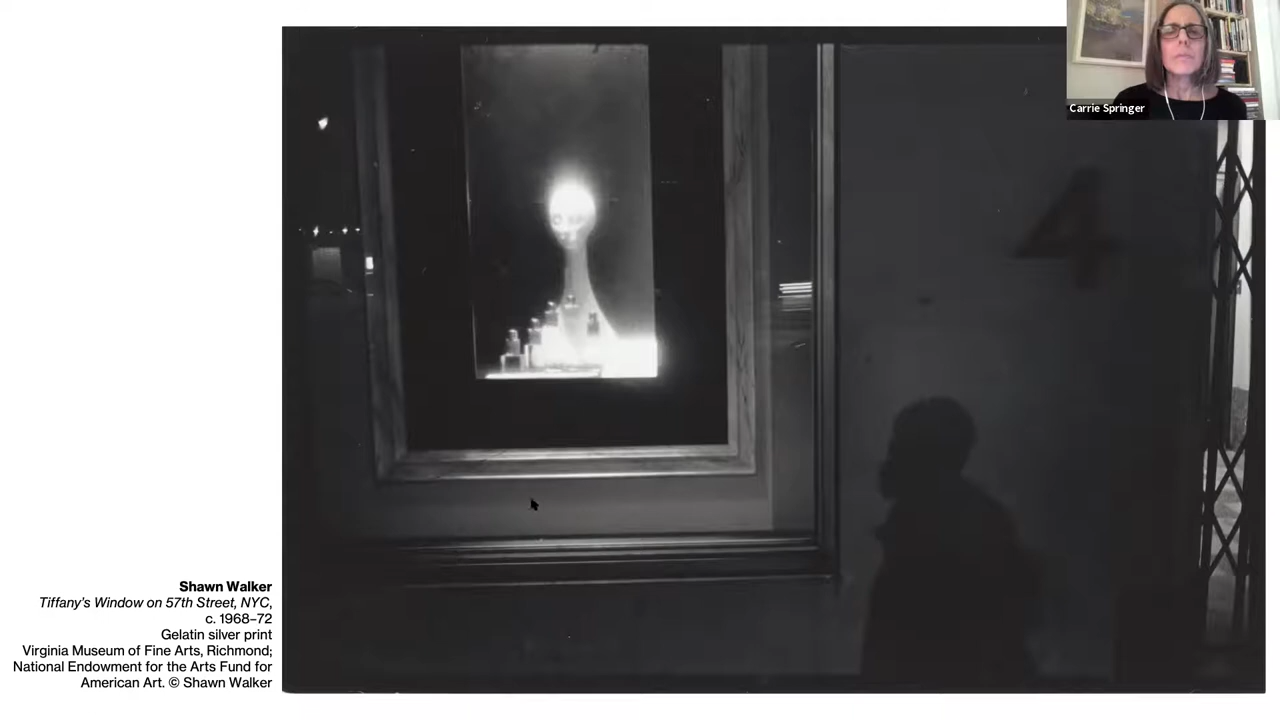 Carrie Springer
4
Shawn Walker
Tiffany's Window on 57th Street, NYC,
c. 1968–72
Gelatin silver print
Virginia Museum of Fine Arts, Richmond;
National Endowment for the Arts Fund for
American Art. © Shawn Walker